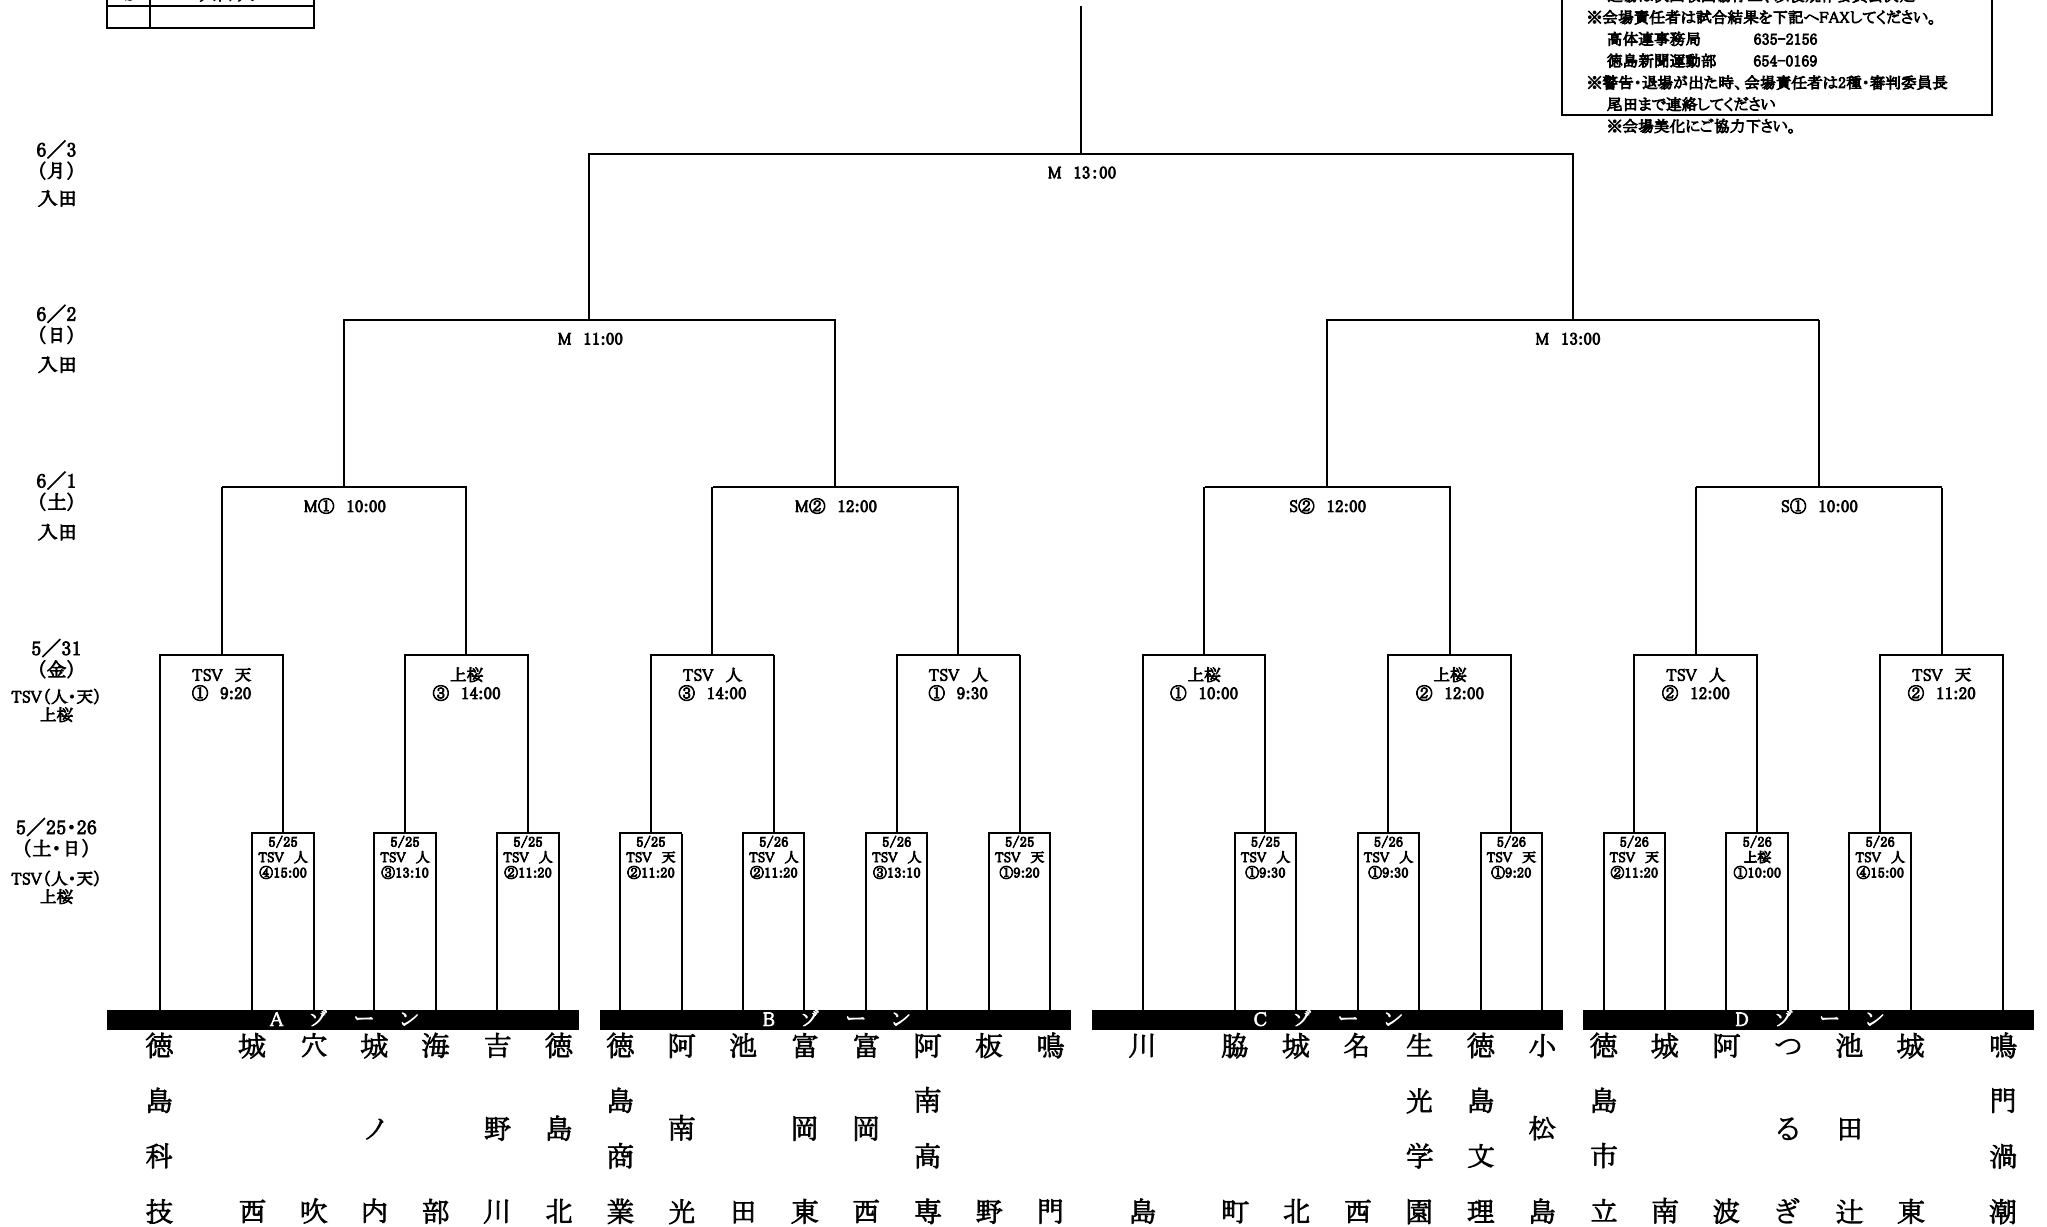 ※会場責任者は試合結果を下記へFAXしてください。
高体連事務局 635-2156
徳島新聞運動部 654-0169
※警告・退場が出た時、会場責任者は2種・審判委員長
尾田まで連絡してください
※会場美化にご協力下さい。
6／3
（月）
入田
M 13:00
6／2
（日）
入田
M 11:00
M 13:00
6／1
（土）
入田
M① 10:00
M② 12:00
S② 12:00
S① 10:00
5／31
（金）
TSV（人・天）
上桜
TSV 天
① 9:20
上桜
③ 14:00
TSV 人
③ 14:00
TSV 人
① 9:30
上桜
① 10:00
上桜
② 12:00
TSV 人
② 12:00
TSV 天
② 11:20
5／25・26
（土・日）
TSV（人・天）
上桜
5/25
TSV 人
④15:00
5/25
TSV 人
③13:10
5/25
TSV 人
②11:20
5/25
TSV 天
②11:20
5/26
TSV 人
②11:20
5/26
TSV 人
③13:10
5/25
TSV 天
①9:20
5/25
TSV 人
①9:30
5/26
TSV 人
①9:30
5/26
TSV 天
①9:20
5/26
TSV 天
②11:20
5/26
上桜
①10:00
5/26
TSV 人
④15:00
Aゾーン
Bゾーン
Cゾーン
Dゾーン
徳島科技
城西
穴吹
城ノ内
海部
吉野川
徳島北
徳島商業
阿南光
池田
富岡東
富岡西
阿南高専
板野
鳴門
川島
脇町
城北
名西
生光学園
徳島文理
小松島
徳島市立
城南
阿波
つるぎ
池田辻
城東
鳴門渦潮